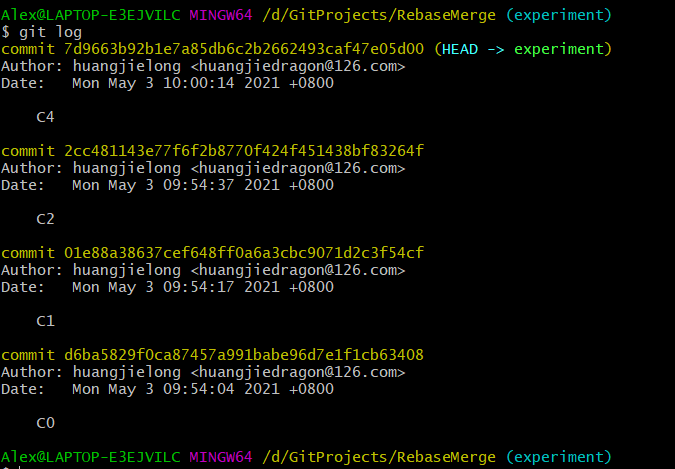 Alex@LAPTOP-E3EJVILC MINGW64 /d/GitProjects/RebaseMerge (experiment)
$ git log
commit 7d9663b92b1e7a85db6c2b2662493caf47e05d00 (HEAD -> experiment)
Author: huangjielong <huangjiedragon@126.com>
Date:   Mon May 3 10:00:14 2021 +0800
C4
commit 2cc481143e77f6f2b8770f424f451438bf83264f
Author: huangjielong <huangjiedragon@126.com>
Date:   Mon May 3 09:54:37 2021 +0800
C2
commit 01e88a38637cef648ff0a6a3cbc9071d2c3f54cf
Author: huangjielong <huangjiedragon@126.com>
Date:   Mon May 3 09:54:17 2021 +0800
C1
commit d6ba5829f0ca87457a991babe96d7e1f1cb63408
Author: huangjielong <huangjiedragon@126.com>
Date:   Mon May 3 09:54:04 2021 +0800
C0
Alex@LAPTOP-E3EJVILC MINGW64 /d/GitProjects/RebaseMerge (experiment)